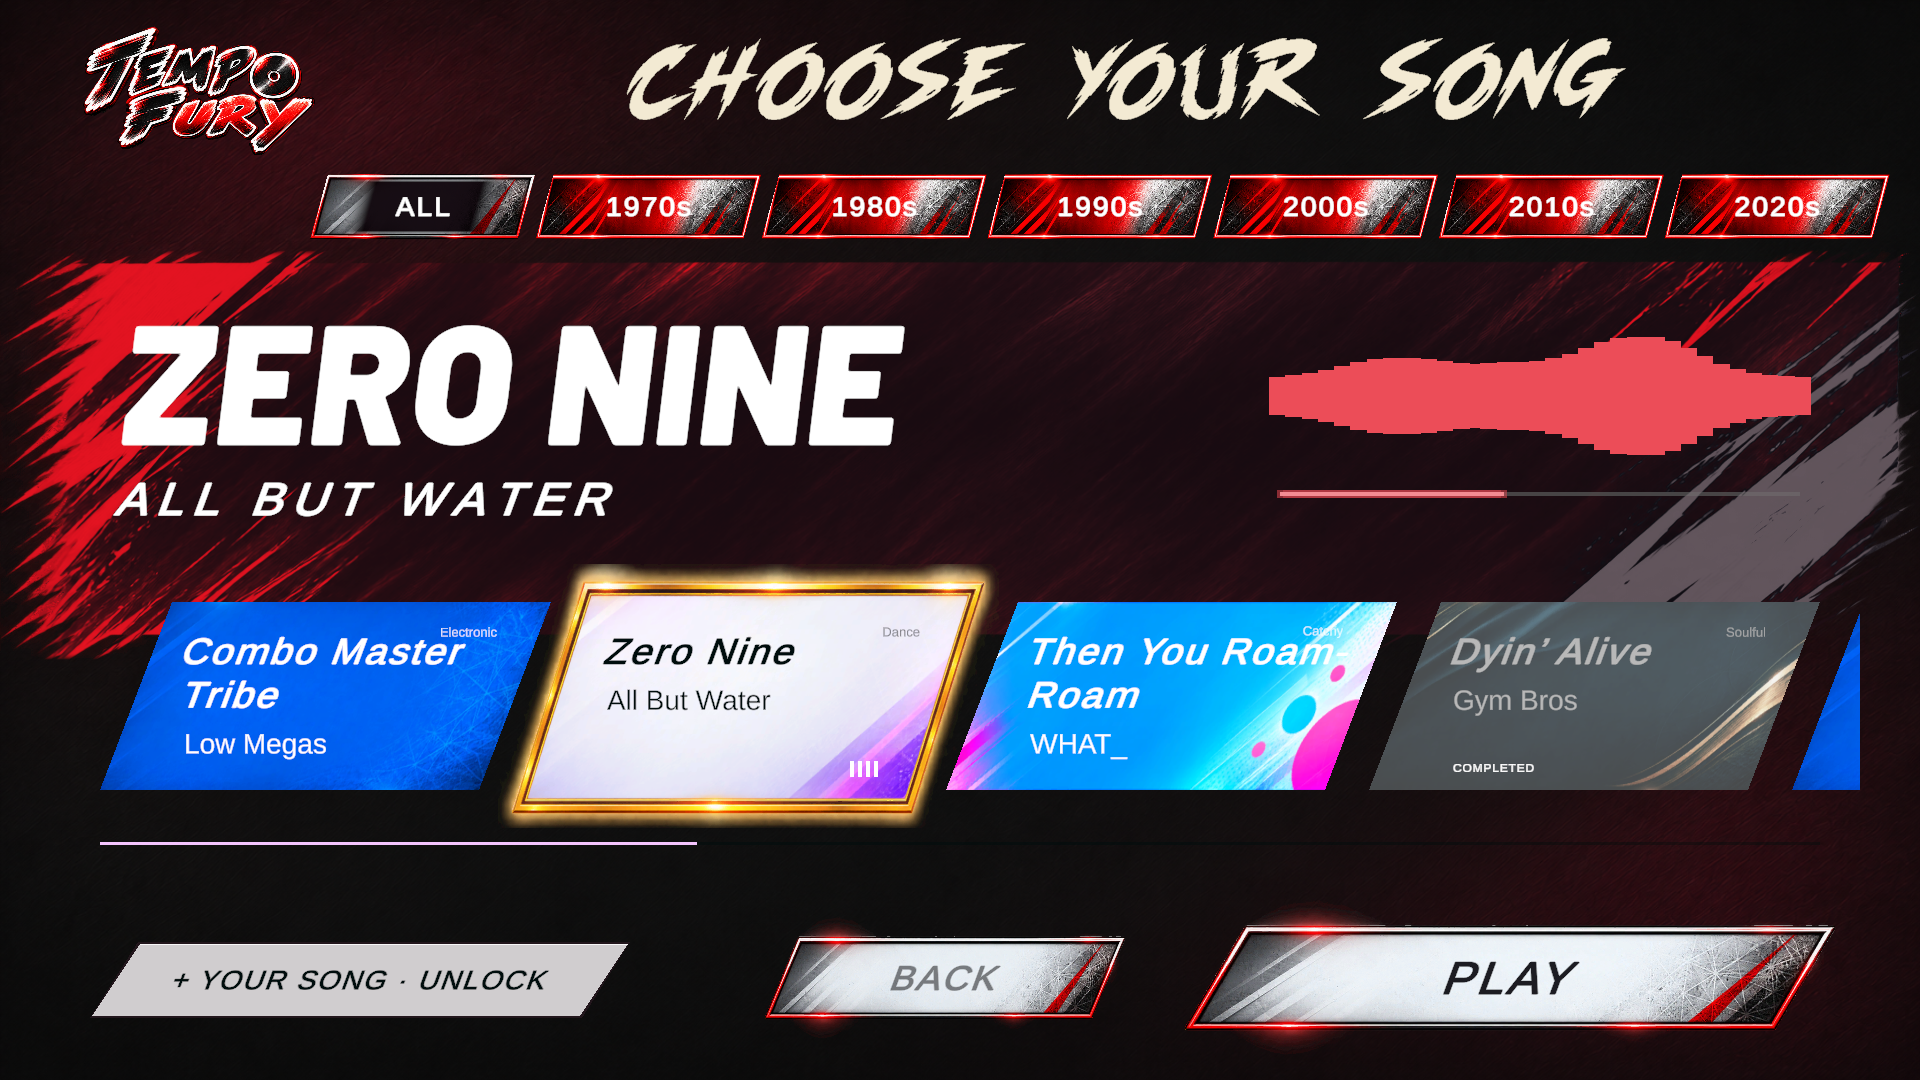 TEMPO
FURY
CHOOSE YOUR SONG
ALL
1970s
1980s
1990s
2000s
2010s
2020s
ZERO NINE
ALL BUT WATER
Electronic
Combo Master
Tribe
Low Megas
Dance
Zero Nine
All But Water
Catchy
Then You Roam-
Roam
WHAT_
Soulful
Dyin’ Alive
Gym Bros
COMPLETED
+ YOUR SONG · UNLOCK
BACK
PLAY